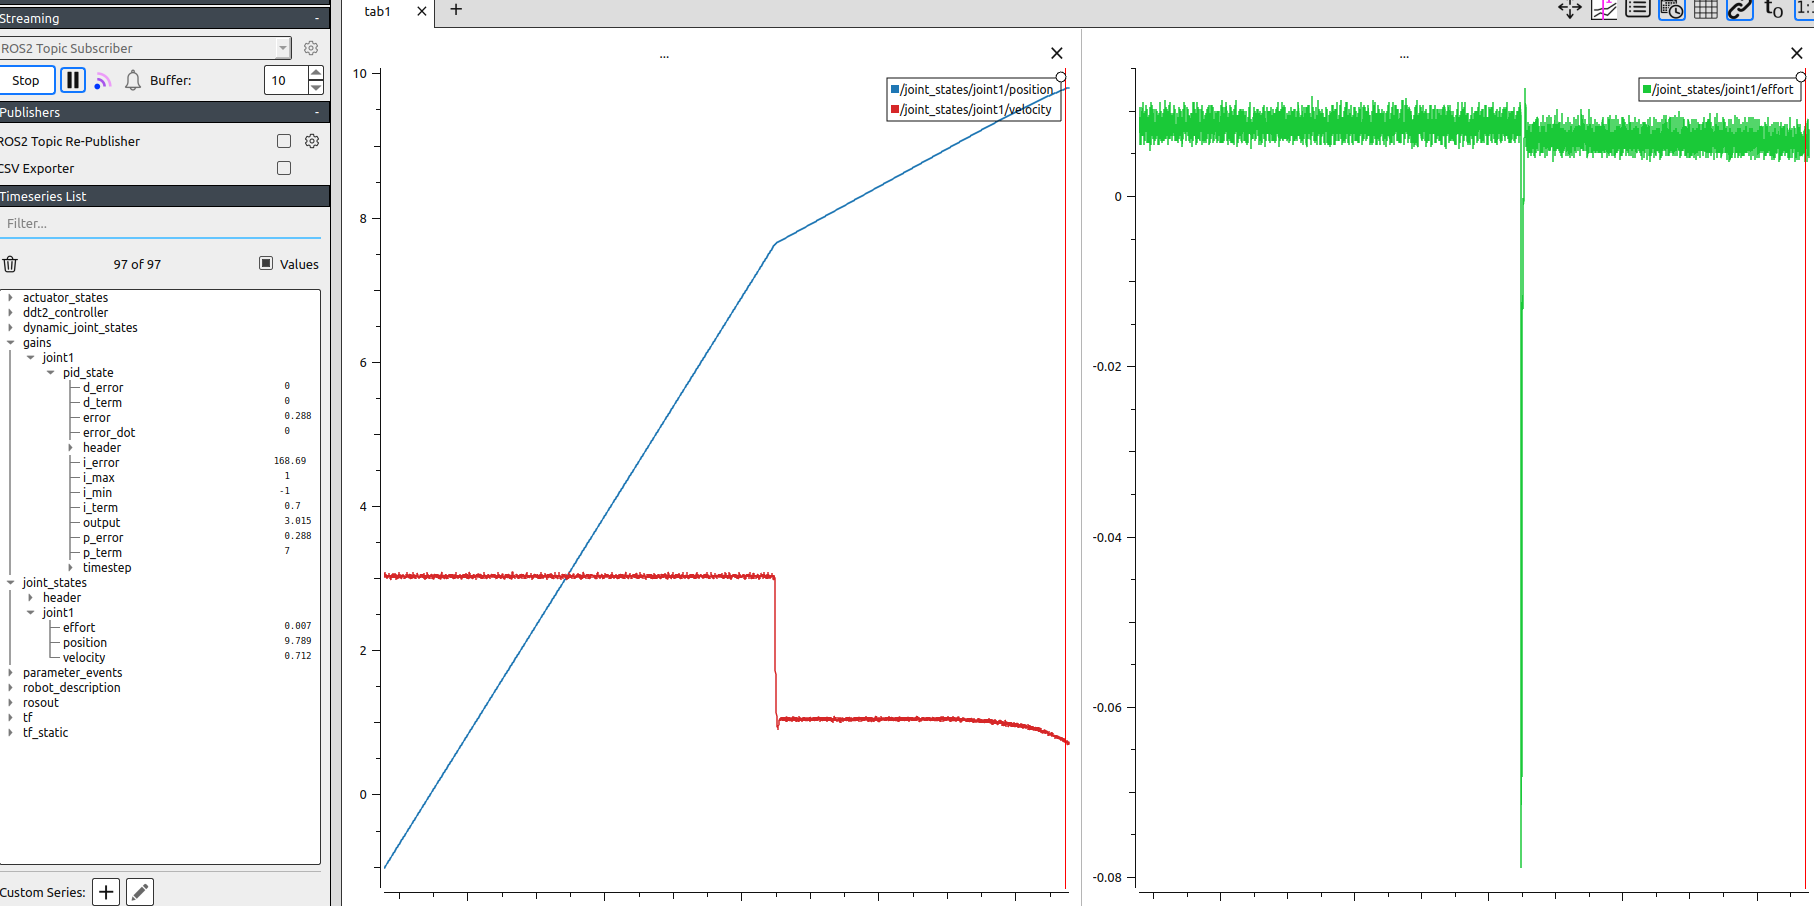 Streaming -
ROS2 Topic Subscriber
Stop Buffer: 10
Publishers -
ROS2 Topic Re-Publisher
CSV Exporter
Timeseries List
Filter...
97 of 97 Values
actuator_states
ddt2_controller
dynamic_joint_states
gains
joint1
pid_state
d_error 0
d_term 0
error 0.288
error_dot 0
header
i_error 168.69
i_max 1
i_min -1
i_term 0.7
output 3.015
p_error 0.288
p_term 7
timestep
joint_states
header
joint1
effort 0.007
position 9.789
velocity 0.712
parameter_events
robot_description
rosout
tf
tf_static
Custom Series:
tab1
t0
...
/joint_states/joint1/position
/joint_states/joint1/velocity
10
8
6
4
2
0
...
/joint_states/joint1/effort
0
-0.02
-0.04
-0.06
-0.08